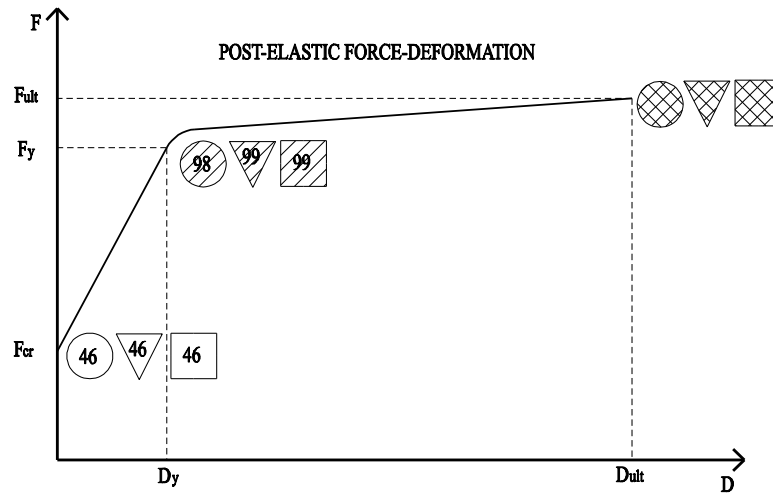 F
POST-ELASTIC FORCE-DEFORMATION
Fult
Fy
98 99 99
Fcr
46 46 46
Dy
Dult
D